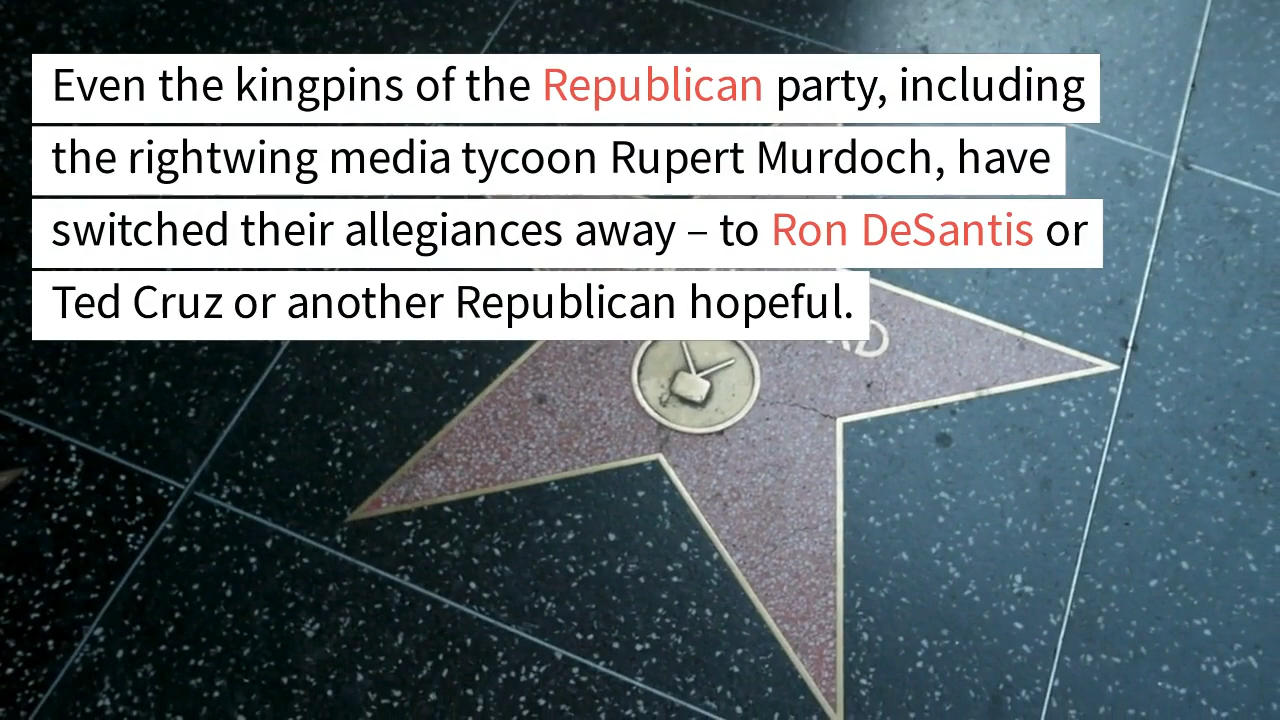 Even the kingpins of the Republican party, including
the rightwing media tycoon Rupert Murdoch, have
switched their allegiances away – to Ron DeSantis or
Ted Cruz or another Republican hopeful.